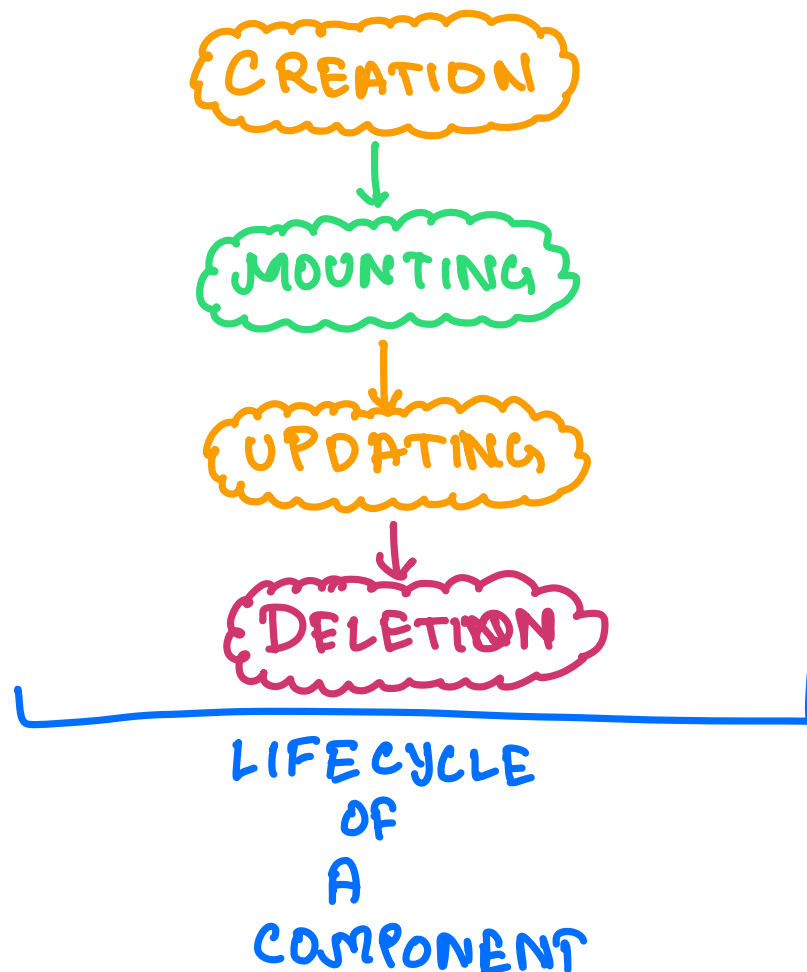 CREATION
MOUNTING
UPDATING
DELETION
LIFECYCLE
OF
A
COMPONENT